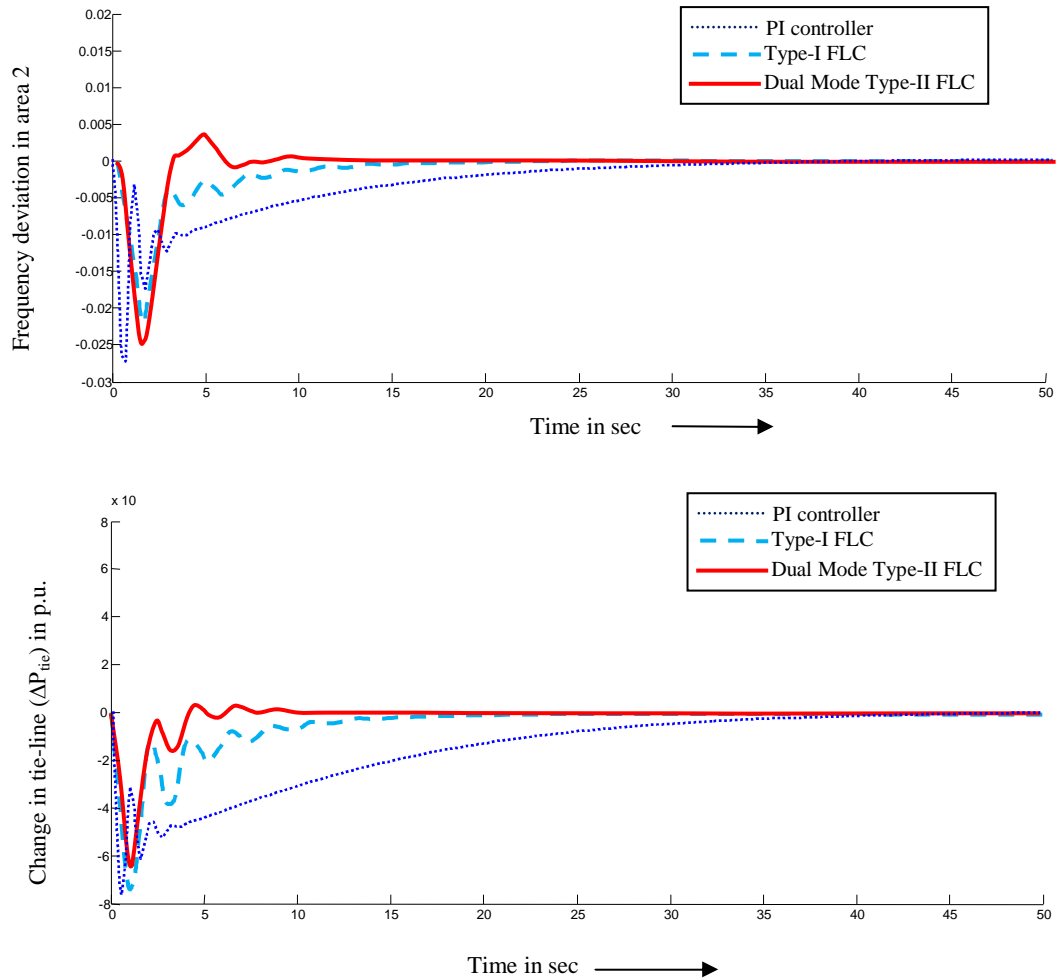 0.02
0.015
0.01
0.005
0
-0.005
-0.01
-0.015
-0.02
-0.025
-0.03
0 5 10 15 20 25 30 35 40 45 50
Frequency deviation in area 2
PI controller
Type-I FLC
Dual Mode Type-II FLC
Time in sec
x 10
8
6
4
2
0
-2
-4
-6
-8
0 5 10 15 20 25 30 35 40 45 50
Change in tie-line (ΔPtie) in p.u.
PI controller
Type-I FLC
Dual Mode Type-II FLC
Time in sec